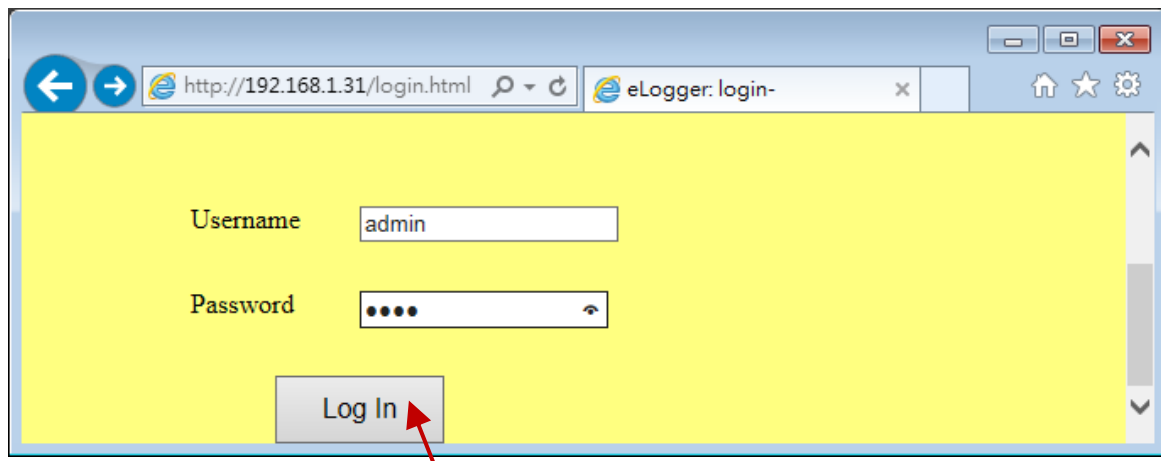 http://192.168.1.31/login.html
eLogger: login-
Username
admin
Password
••••
Log In